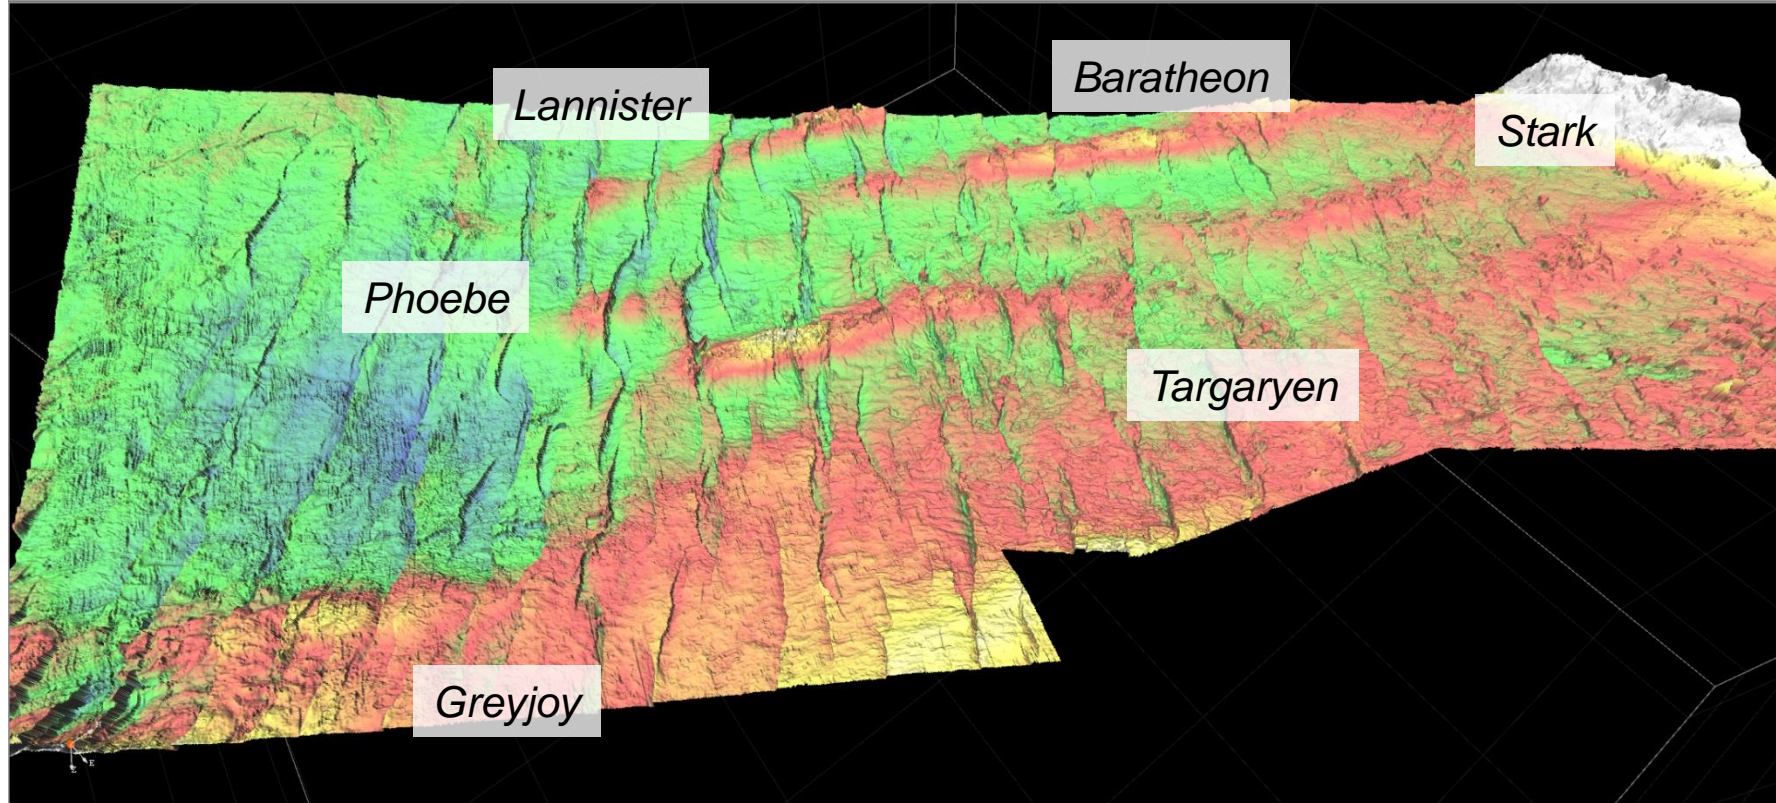 Baratheon
Lannister
Stark
Phoebe
Targaryen
Greyjoy
E
Z